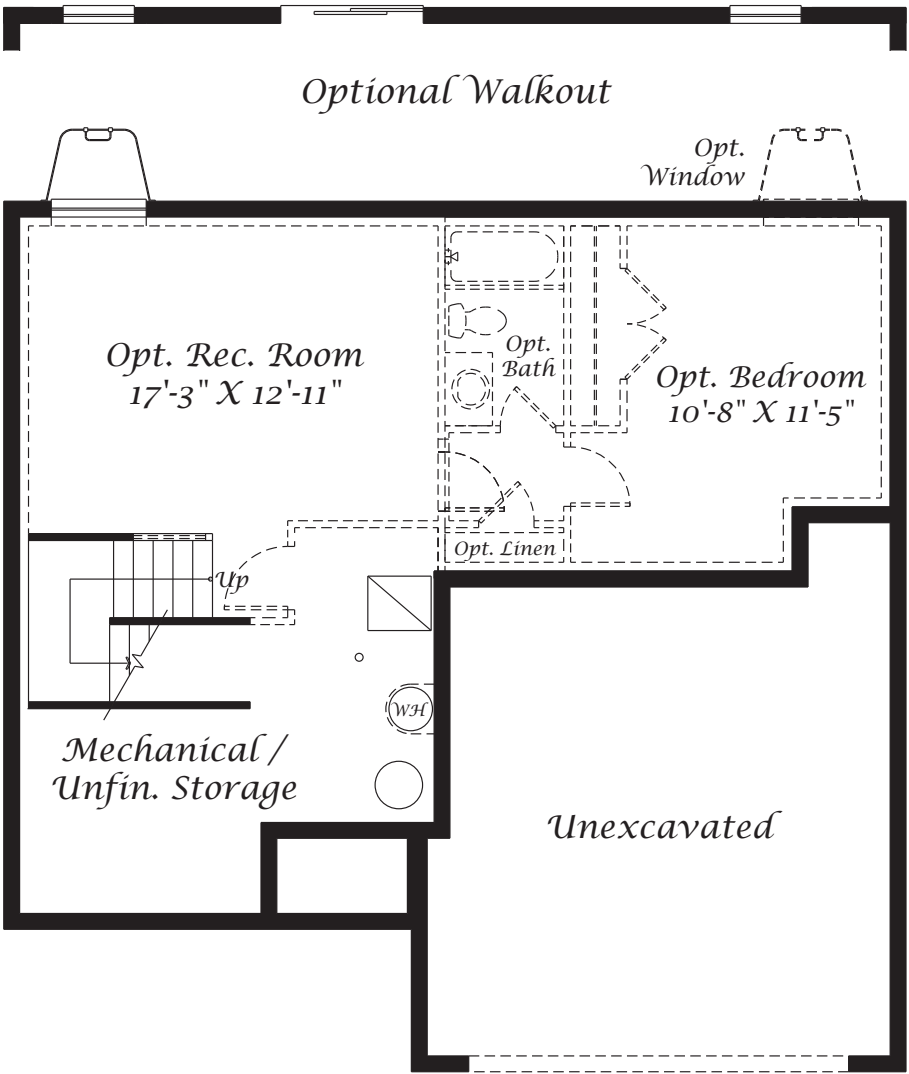 Optional Walkout
Opt.
Window
Opt. Rec. Room
17'-3" X 12'-11"
Opt.
Bath
Opt. Bedroom
10'-8" X 11'-5"
Opt. Linen
Up
WH
Mechanical /
Unfin. Storage
Unexcavated